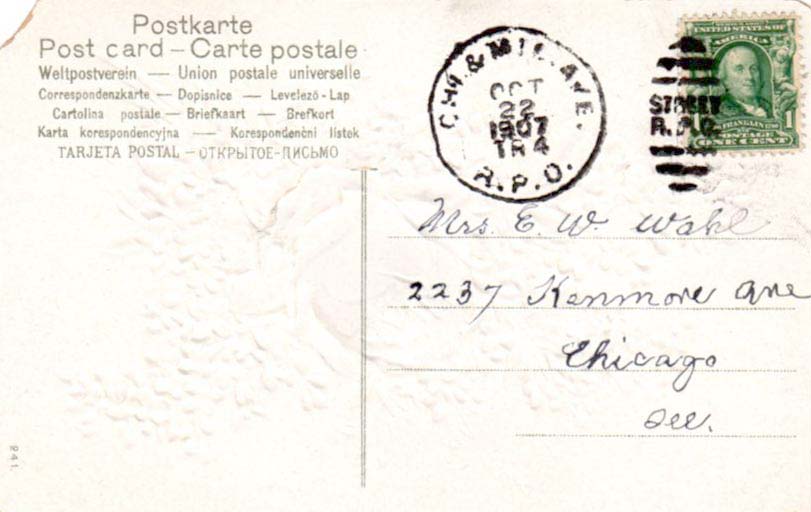 Postkarte
Post card – Carte postale
Weltpostverein — Union postale universelle
Correspondenzkarte — Dopisnice — Levelező-Lap
Cartolina postale — Briefkaart — Brefkort
Karta korespondencyjna — Korespondenční lístek
TARJETA POSTAL – ОТКРЫТОЕ-ПИСЬМО
CHI. & MIL. AVE.
OCT
22
1907
TR 4
R.P.O.
UNITED STATES OF
AMERICA
STREET
R.P.O.
FRANKLIN
1
POSTAGE
ONE CENT
Mrs. E. W. Wahl
2237 Kenmore Ave
Chicago
Ill.
941.